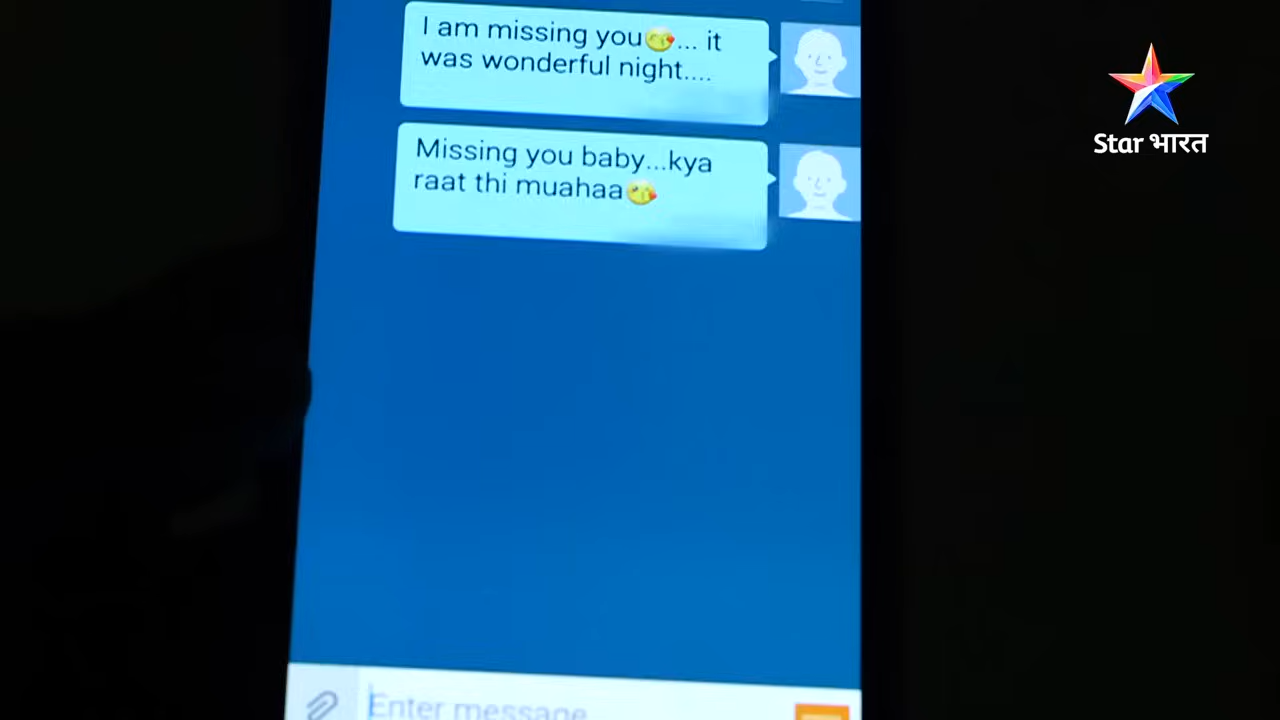 I am missing you😘... it
was wonderful night....
Missing you baby...kya
raat thi muahaa😘
Enter message
Star भारत